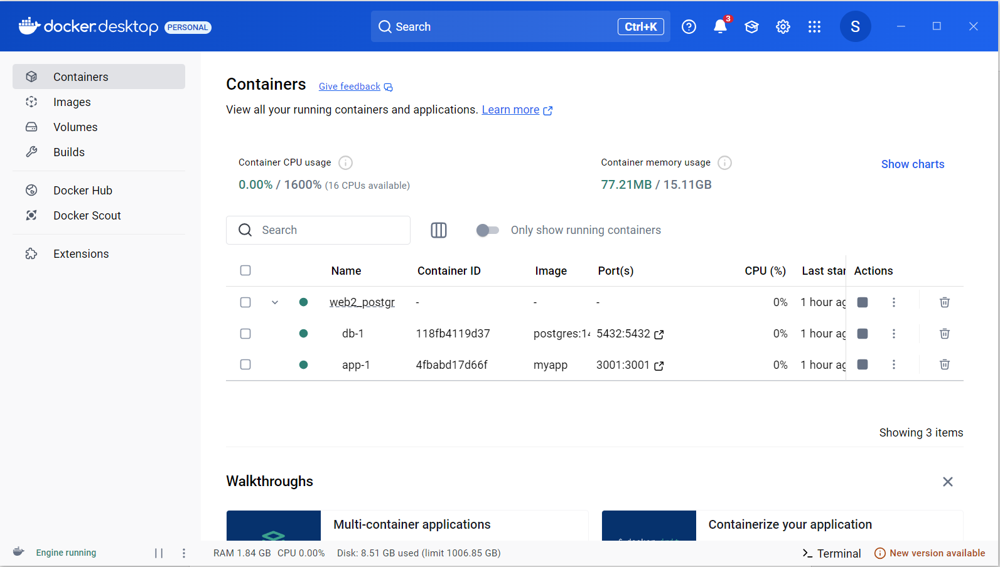 docker.desktop PERSONAL
Search Ctrl+K
3
S
Containers
Images
Volumes
Builds
Docker Hub
Docker Scout
Extensions
Containers Give feedback
View all your running containers and applications. Learn more
Container CPU usage
0.00% / 1600% (16 CPUs available)
Container memory usage
77.21MB / 15.11GB
Show charts
Search
Only show running containers
Name Container ID Image Port(s) CPU (%) Last star Actions
web2_postgr - - - 0% 1 hour ag
db-1 118fb4119d37 postgres:14 5432:5432 0% 1 hour ag
app-1 4fbabd17d66f myapp 3001:3001 0% 1 hour ag
Showing 3 items
Walkthroughs
Multi-container applications
Containerize your application
Engine running
RAM 1.84 GB CPU 0.00% Disk: 8.51 GB used (limit 1006.85 GB)
Terminal
New version available